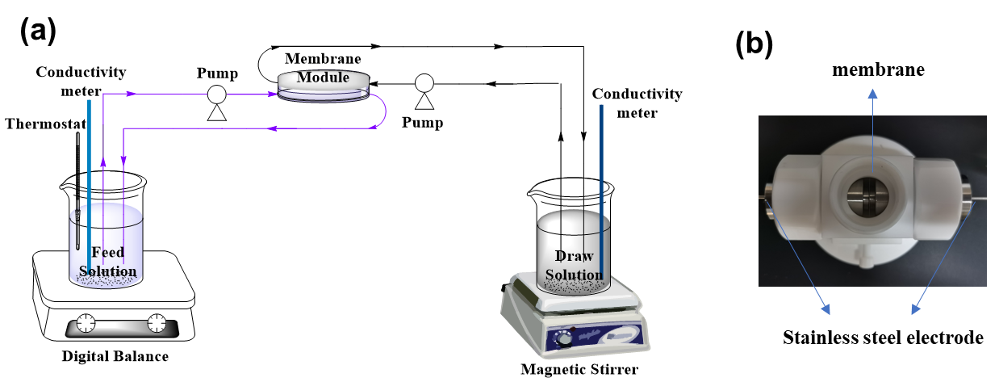 (a)
Conductivity
meter
Thermostat
Pump
Membrane
Module
Pump
Conductivity
meter
Feed
Solution
Draw
Solution
Digital Balance
Magnetic Stirrer
(b)
membrane
Stainless steel electrode